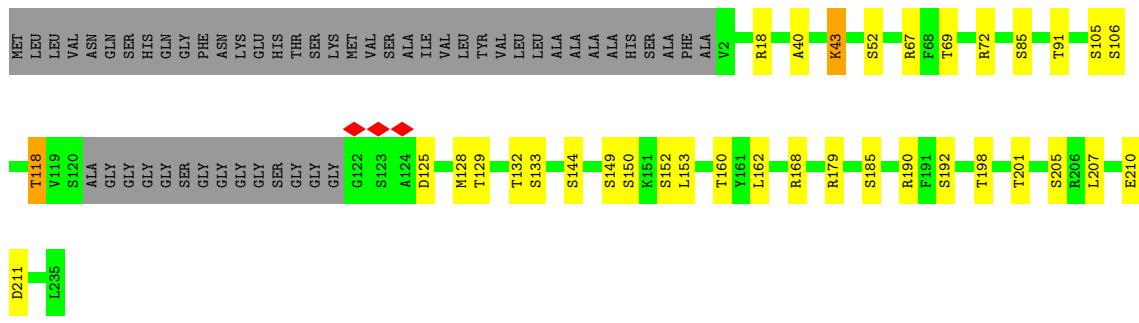 MET LEU LEU VAL ASN GLN SER HIS GLN GLY PHE ASN LYS GLU HIS THR SER LYS MET VAL SER ALA ILE VAL LEU TYR VAL LEU LEU ALA ALA ALA ALA HIS SER ALA PHE ALA V2 R18 A40 K43 S52 R67 F68 T69 R72 S85 T91 S105 S106
T118 V119 S120 ALA GLY GLY GLY SER GLY GLY GLY GLY SER GLY GLY GLY GLY G122 S123 A124 D125 M128 T129 T132 S133 S144 S149 S150 K151 S152 L153 T160 Y161 L162 R168 R179 S185 R190 F191 S192 T198 T201 S205 R206 L207 E210
D211 L235